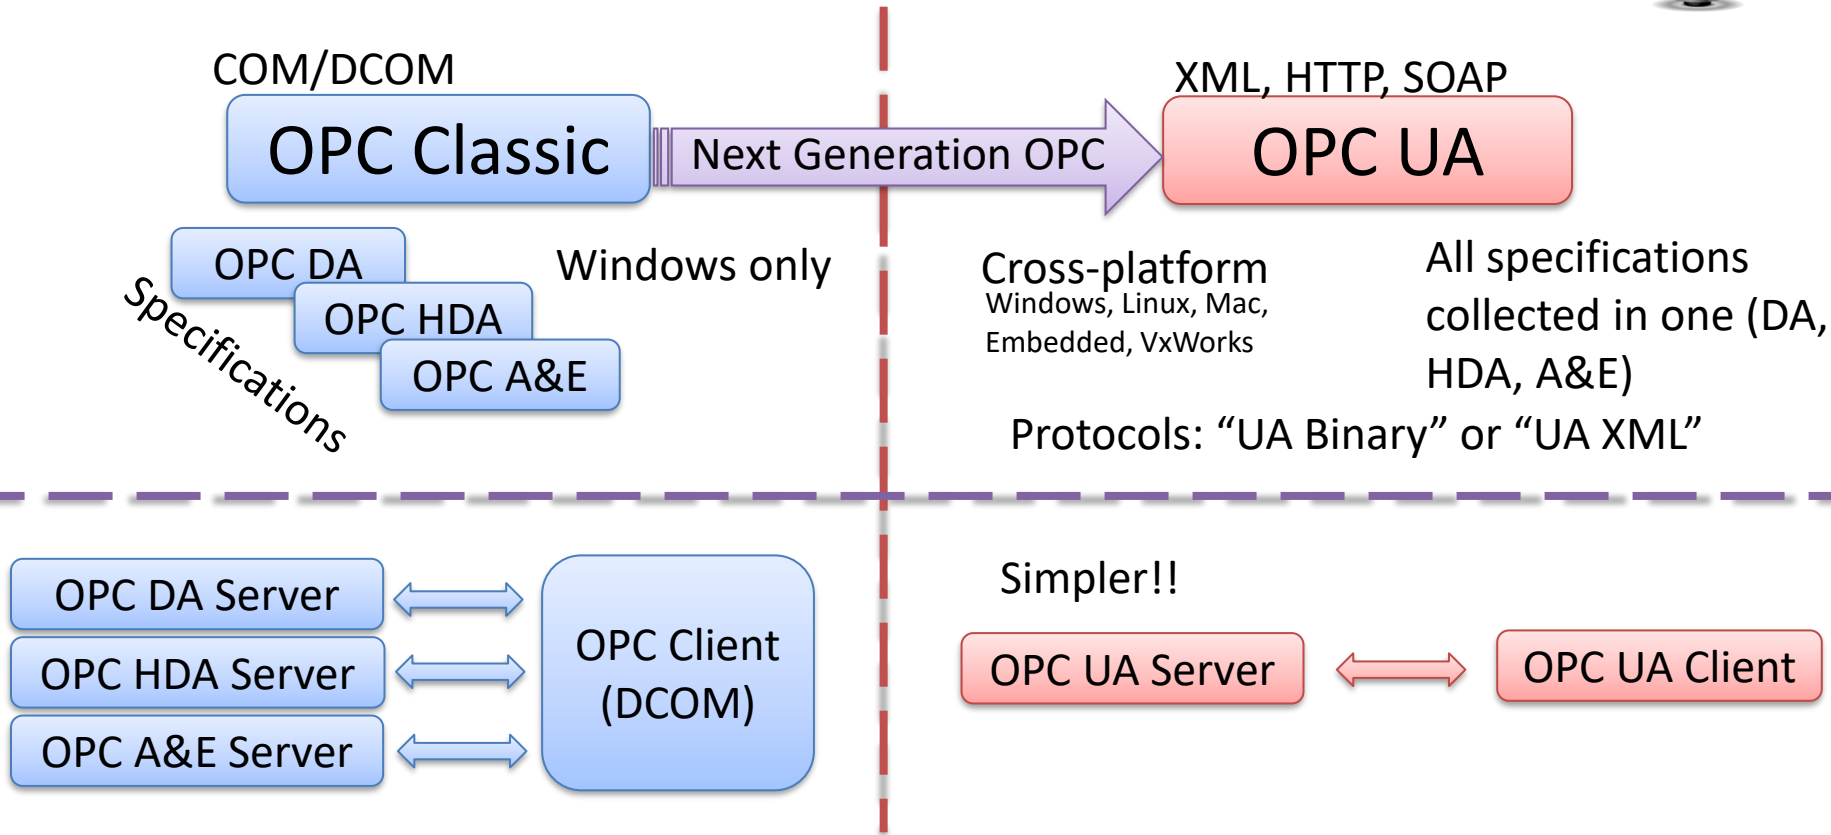 COM/DCOM
OPC Classic
Next Generation OPC
XML, HTTP, SOAP
OPC UA
OPC DA
OPC HDA
OPC A&E
Specifications
Windows only
Cross-platform
Windows, Linux, Mac,
Embedded, VxWorks
All specifications
collected in one (DA,
HDA, A&E)
Protocols: “UA Binary” or “UA XML”
OPC DA Server
OPC HDA Server
OPC A&E Server
OPC Client
(DCOM)
Simpler!!
OPC UA Server
OPC UA Client